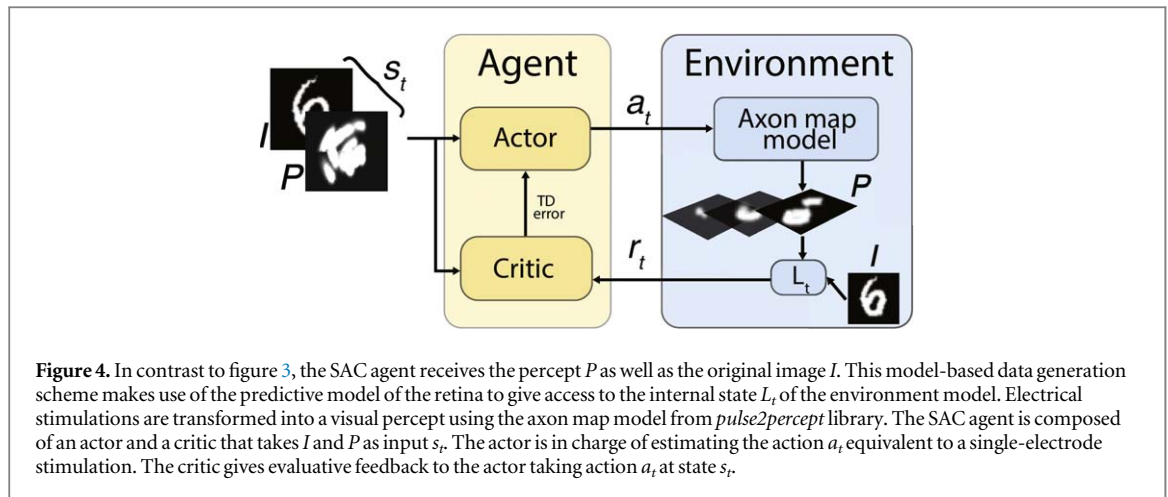 Agent
Environment
s_t
I
P
Actor
a_t
Axon map
model
TD
error
P
Critic
r_t
L_t
I
Figure 4. In contrast to figure 3, the SAC agent receives the percept P as well as the original image I. This model-based data generation
scheme makes use of the predictive model of the retina to give access to the internal state L_t of the environment model. Electrical
stimulations are transformed into a visual percept using the axon map model from pulse2percept library. The SAC agent is composed
of an actor and a critic that takes I and P as input s_t. The actor is in charge of estimating the action a_t equivalent to a single-electrode
stimulation. The critic gives evaluative feedback to the actor taking action a_t at state s_t.